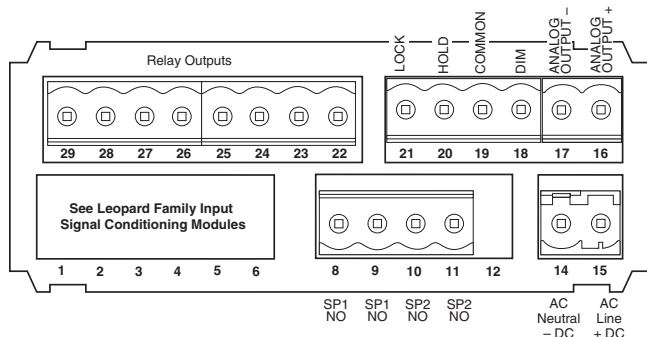 Relay Outputs
LOCK
HOLD
COMMON
DIM
ANALOG
OUTPUT –
ANALOG
OUTPUT +
29 28 27 26 25 24 23 22
21 20 19 18 17 16
See Leopard Family Input
Signal Conditioning Modules
1 2 3 4 5 6
8 9 10 11 12
14 15
SP1 SP1 SP2 SP2
NO NO NO NO
AC
Neutral
– DC
AC
Line
+ DC